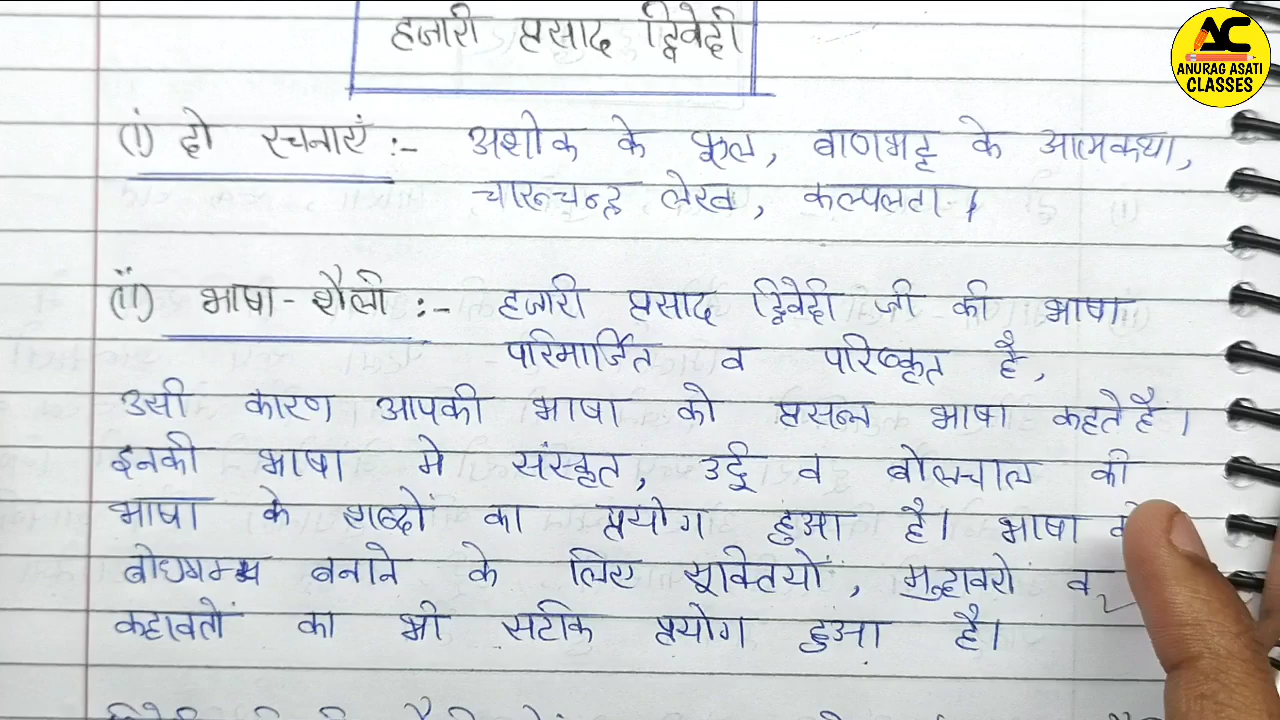 हजारी प्रसाद द्विवेदी
AC
ANURAG ASATI
CLASSES
(i) दो रचनाएँ :- अशोक के फूल, बाणभट्ट के आत्मकथा,
चारुचन्द्र लेख, कल्पलता।
(ii) भाषा-शैली :- हजारी प्रसाद द्विवेदी जी की भाषा
परिमार्जित व परिष्कृत है,
उसी कारण आपकी भाषा को प्रसन्न भाषा कहते है।
इनकी भाषा मे संस्कृत, उर्दू व बोलचाल की
भाषा के शब्दों का प्रयोग हुआ है। भाषा
बोधगम्य बनाने के लिए सूक्तियों, मुहावरो व
कहावतों का भी सटीक प्रयोग हुआ है।